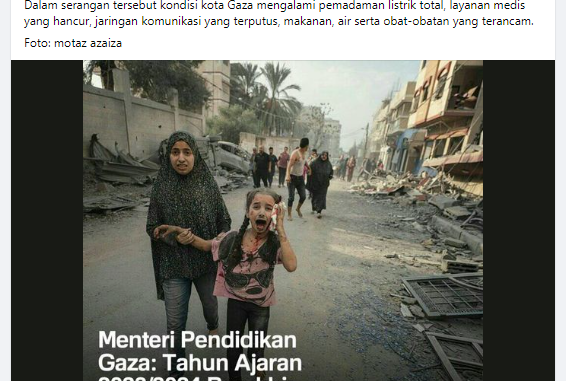 Dalam serangan tersebut kondisi kota Gaza mengalami pemadaman listrik total, layanan medis
yang hancur, jaringan komunikasi yang terputus, makanan, air serta obat-obatan yang terancam.
Foto: motaz azaiza
Menteri Pendidikan
Gaza: Tahun Ajaran